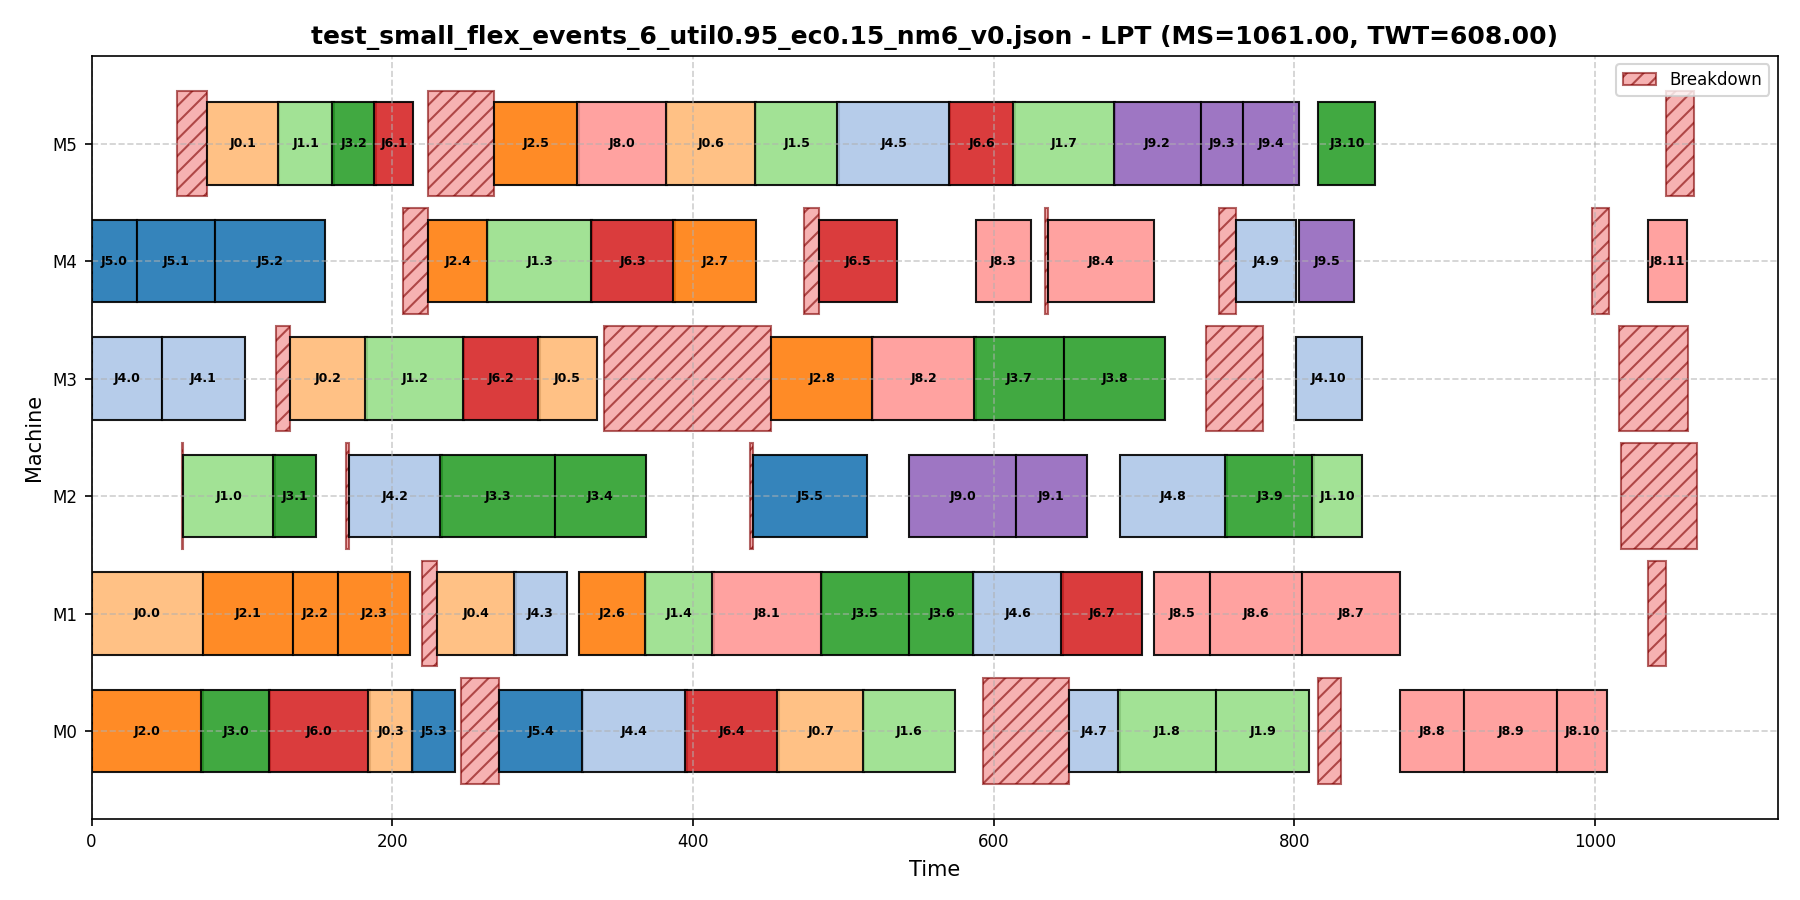 test_small_flex_events_6_util0.95_ec0.15_nm6_v0.json - LPT (MS=1061.00, TWT=608.00)
Breakdown
M5
J0.1 J1.1 J3.2 J6.1 J2.5 J8.0 J0.6 J1.5 J4.5 J6.6 J1.7 J9.2 J9.3 J9.4 J3.10
M4
J5.0 J5.1 J5.2 J2.4 J1.3 J6.3 J2.7 J6.5 J8.3 J8.4 J4.9 J9.5 J8.11
M3
J4.0 J4.1 J0.2 J1.2 J6.2 J0.5 J2.8 J8.2 J3.7 J3.8 J4.10
M2
J1.0 J3.1 J4.2 J3.3 J3.4 J5.5 J9.0 J9.1 J4.8 J3.9 J1.10
M1
J0.0 J2.1 J2.2 J2.3 J0.4 J4.3 J2.6 J1.4 J8.1 J3.5 J3.6 J4.6 J6.7 J8.5 J8.6 J8.7
M0
J2.0 J3.0 J6.0 J0.3 J5.3 J5.4 J4.4 J6.4 J0.7 J1.6 J4.7 J1.8 J1.9 J8.8 J8.9 J8.10
Machine
0 200 400 600 800 1000
Time